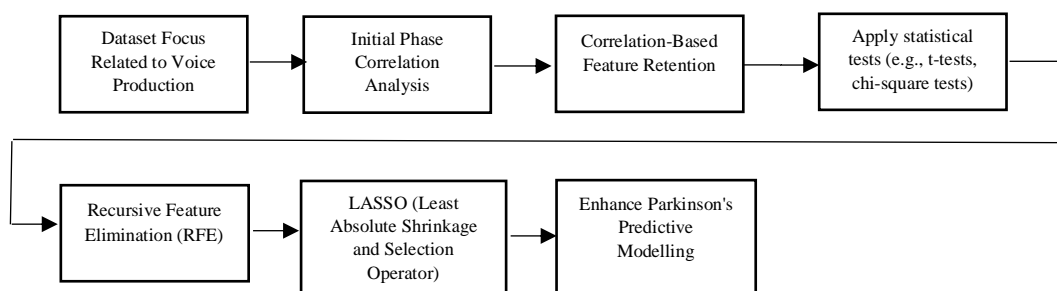 Dataset Focus
Related to Voice
Production
Initial Phase
Correlation
Analysis
Correlation-Based
Feature Retention
Apply statistical
tests (e.g., t-tests,
chi-square tests)
Recursive Feature
Elimination (RFE)
LASSO (Least
Absolute Shrinkage
and Selection
Operator)
Enhance Parkinson's
Predictive
Modelling